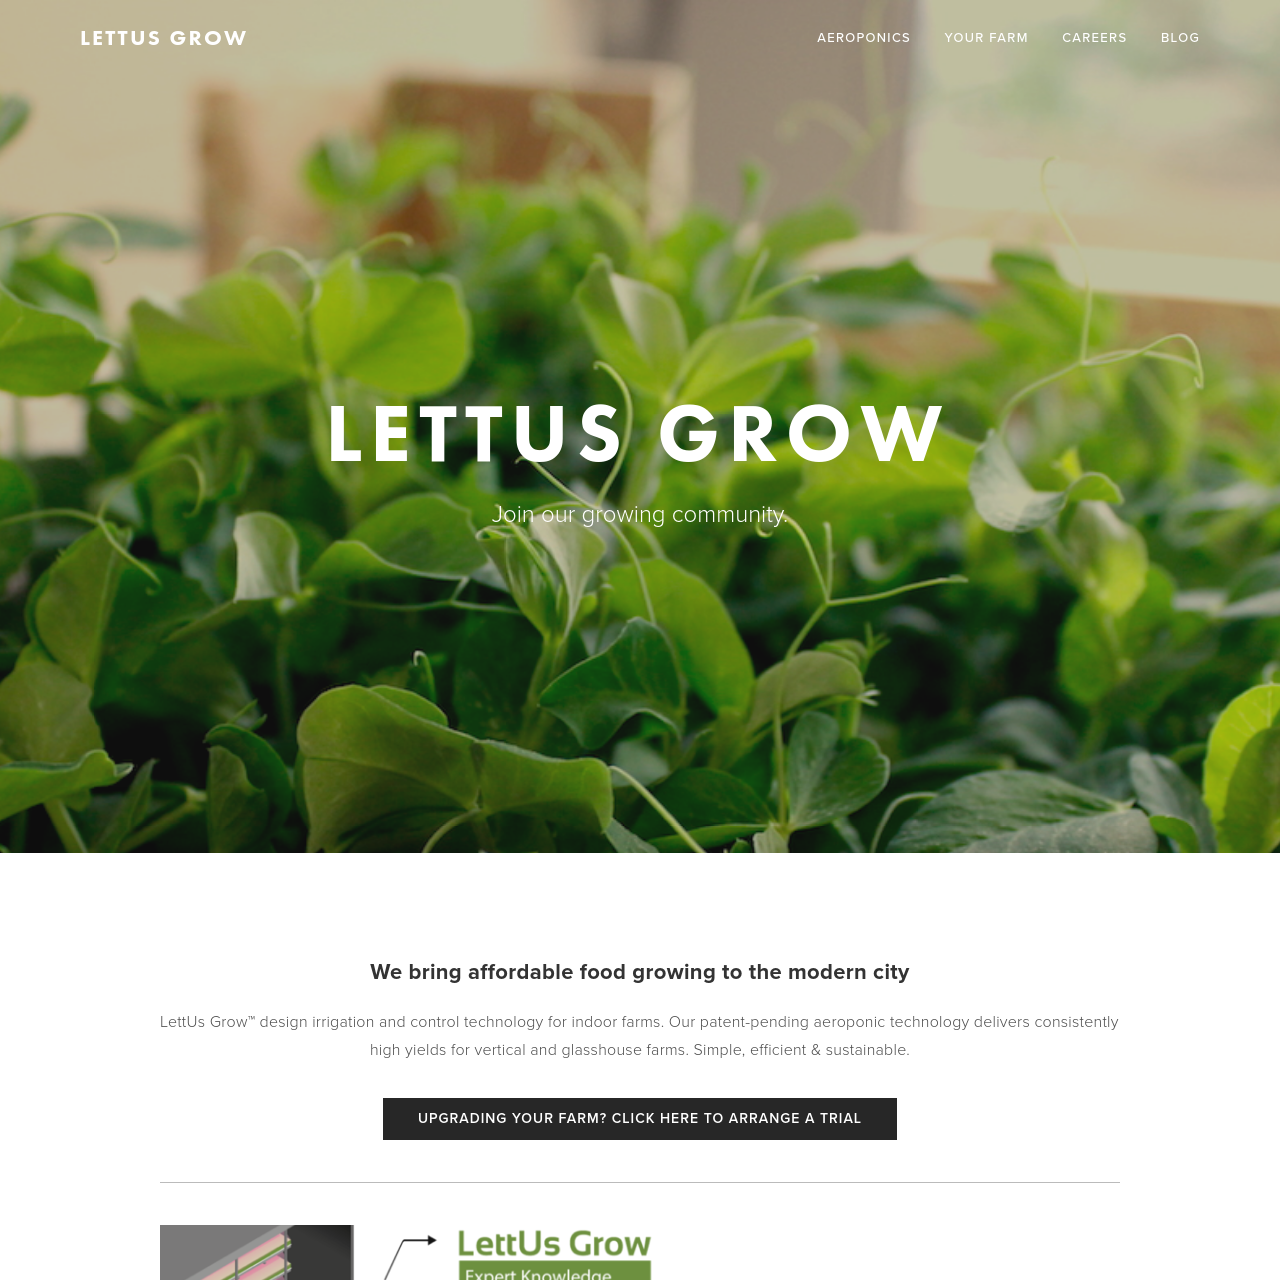 LETTUS GROW
AEROPONICS YOUR FARM CAREERS BLOG
LETTUS GROW
Join our growing community.
We bring affordable food growing to the modern city
LettUs Grow™ design irrigation and control technology for indoor farms. Our patent-pending aeroponic technology delivers consistently
high yields for vertical and glasshouse farms. Simple, efficient & sustainable.
UPGRADING YOUR FARM? CLICK HERE TO ARRANGE A TRIAL
LettUs Grow
Expert Knowledge